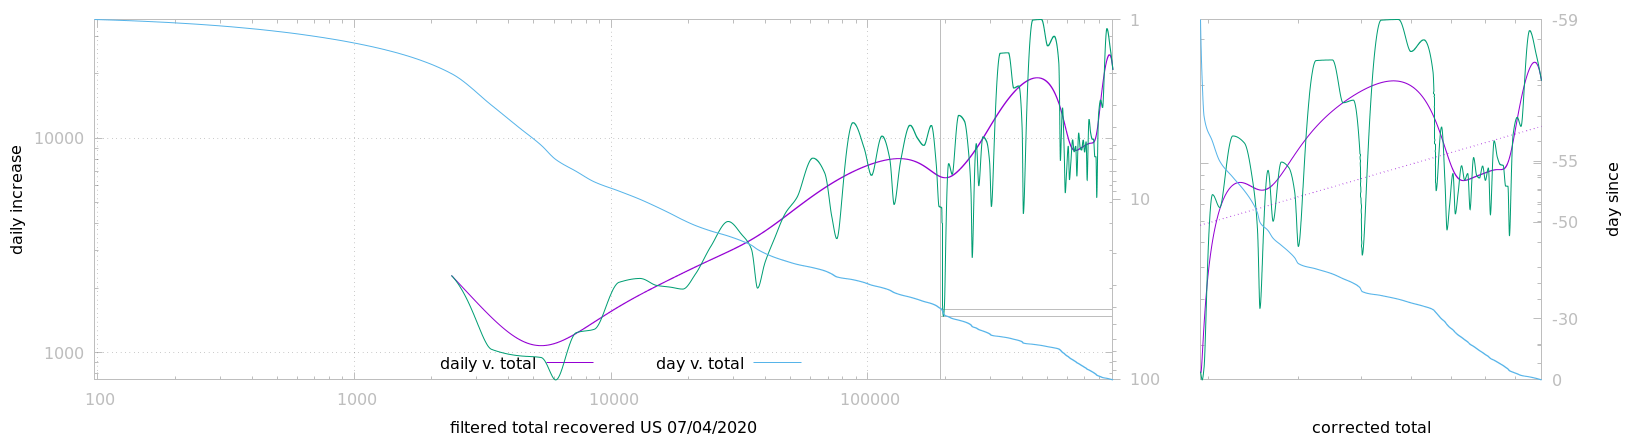 daily increase
10000
1000
100
1000
10000
100000
1
10
100
daily v. total
day v. total
filtered total recovered US 07/04/2020
-59
-55
-50
-30
0
day since
corrected total